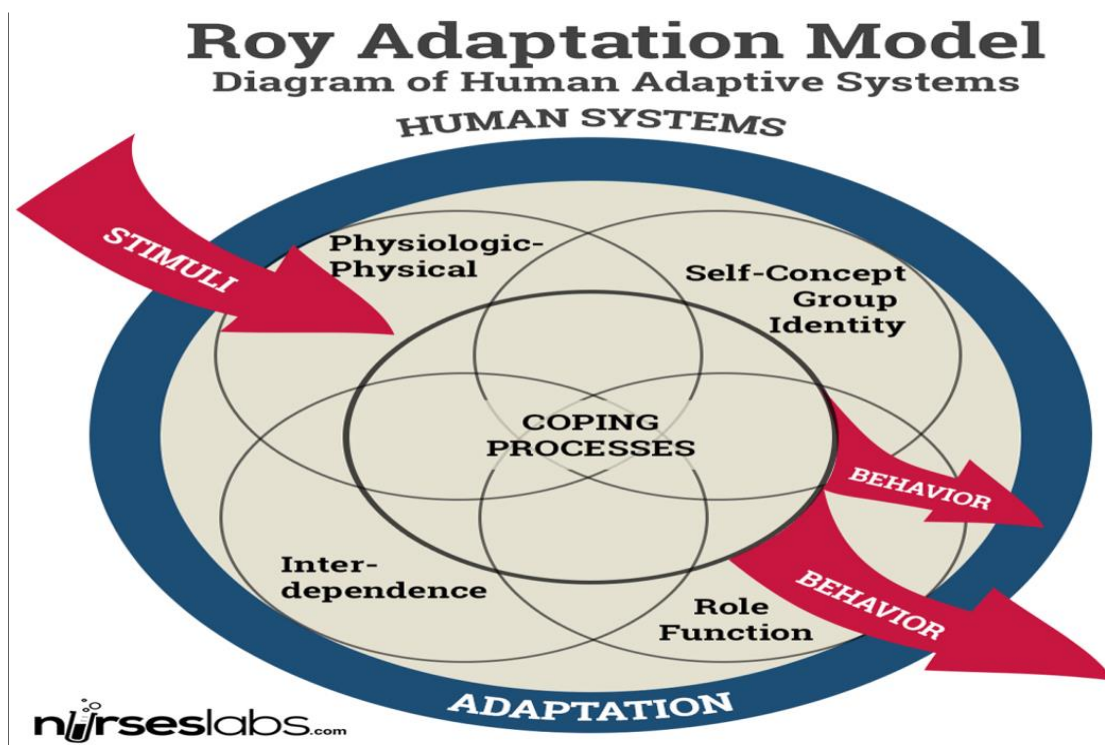 Roy Adaptation Model
Diagram of Human Adaptive Systems
HUMAN SYSTEMS
STIMULI
Physiologic-
Physical
Self-Concept
Group
Identity
COPING
PROCESSES
BEHAVIOR
BEHAVIOR
Inter-
dependence
Role
Function
ADAPTATION
nurseslabs.com